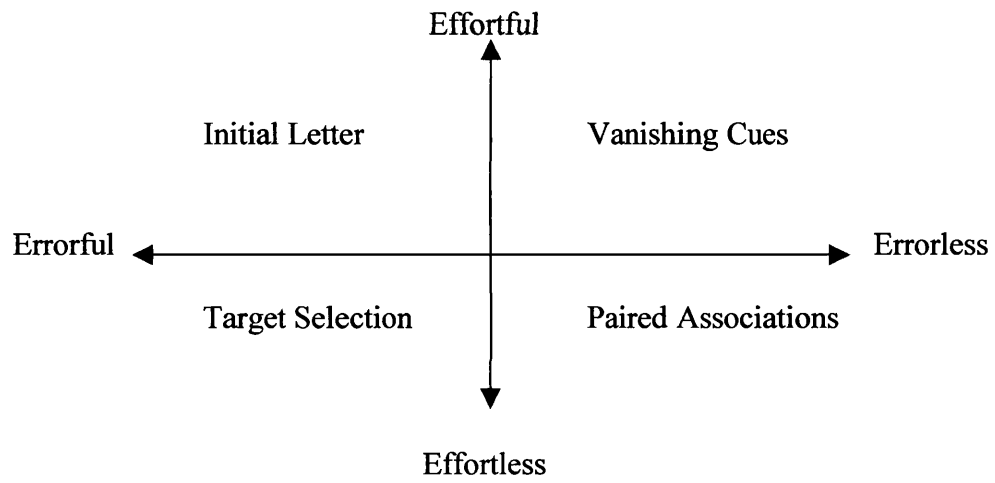 Effortful
Initial Letter
Vanishing Cues
Errorful
Errorless
Target Selection
Paired Associations
Effortless